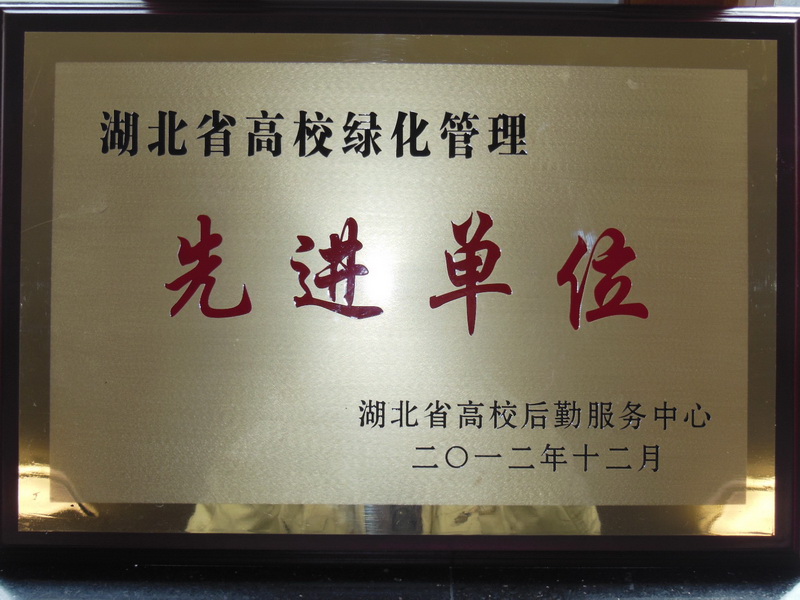 湖北省高校绿化管理
先进单位
湖北省高校后勤服务中心
二〇一二年十二月